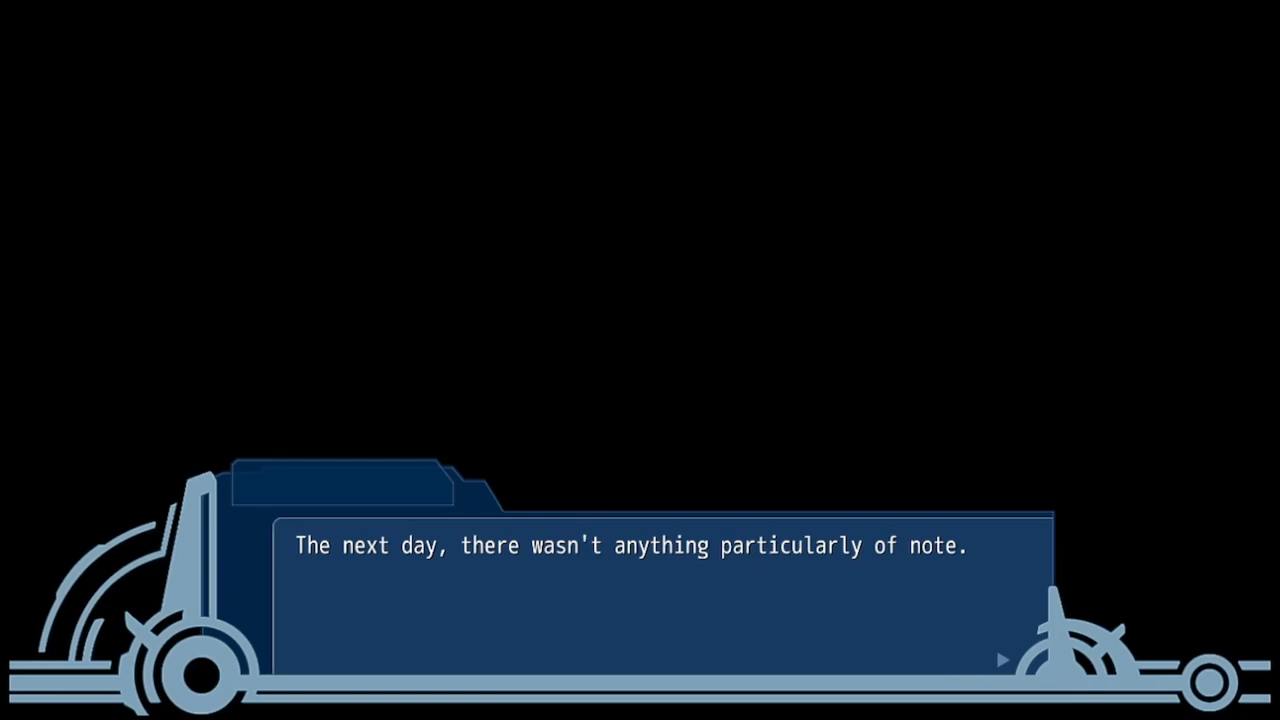 The next day, there wasn't anything particularly of note.